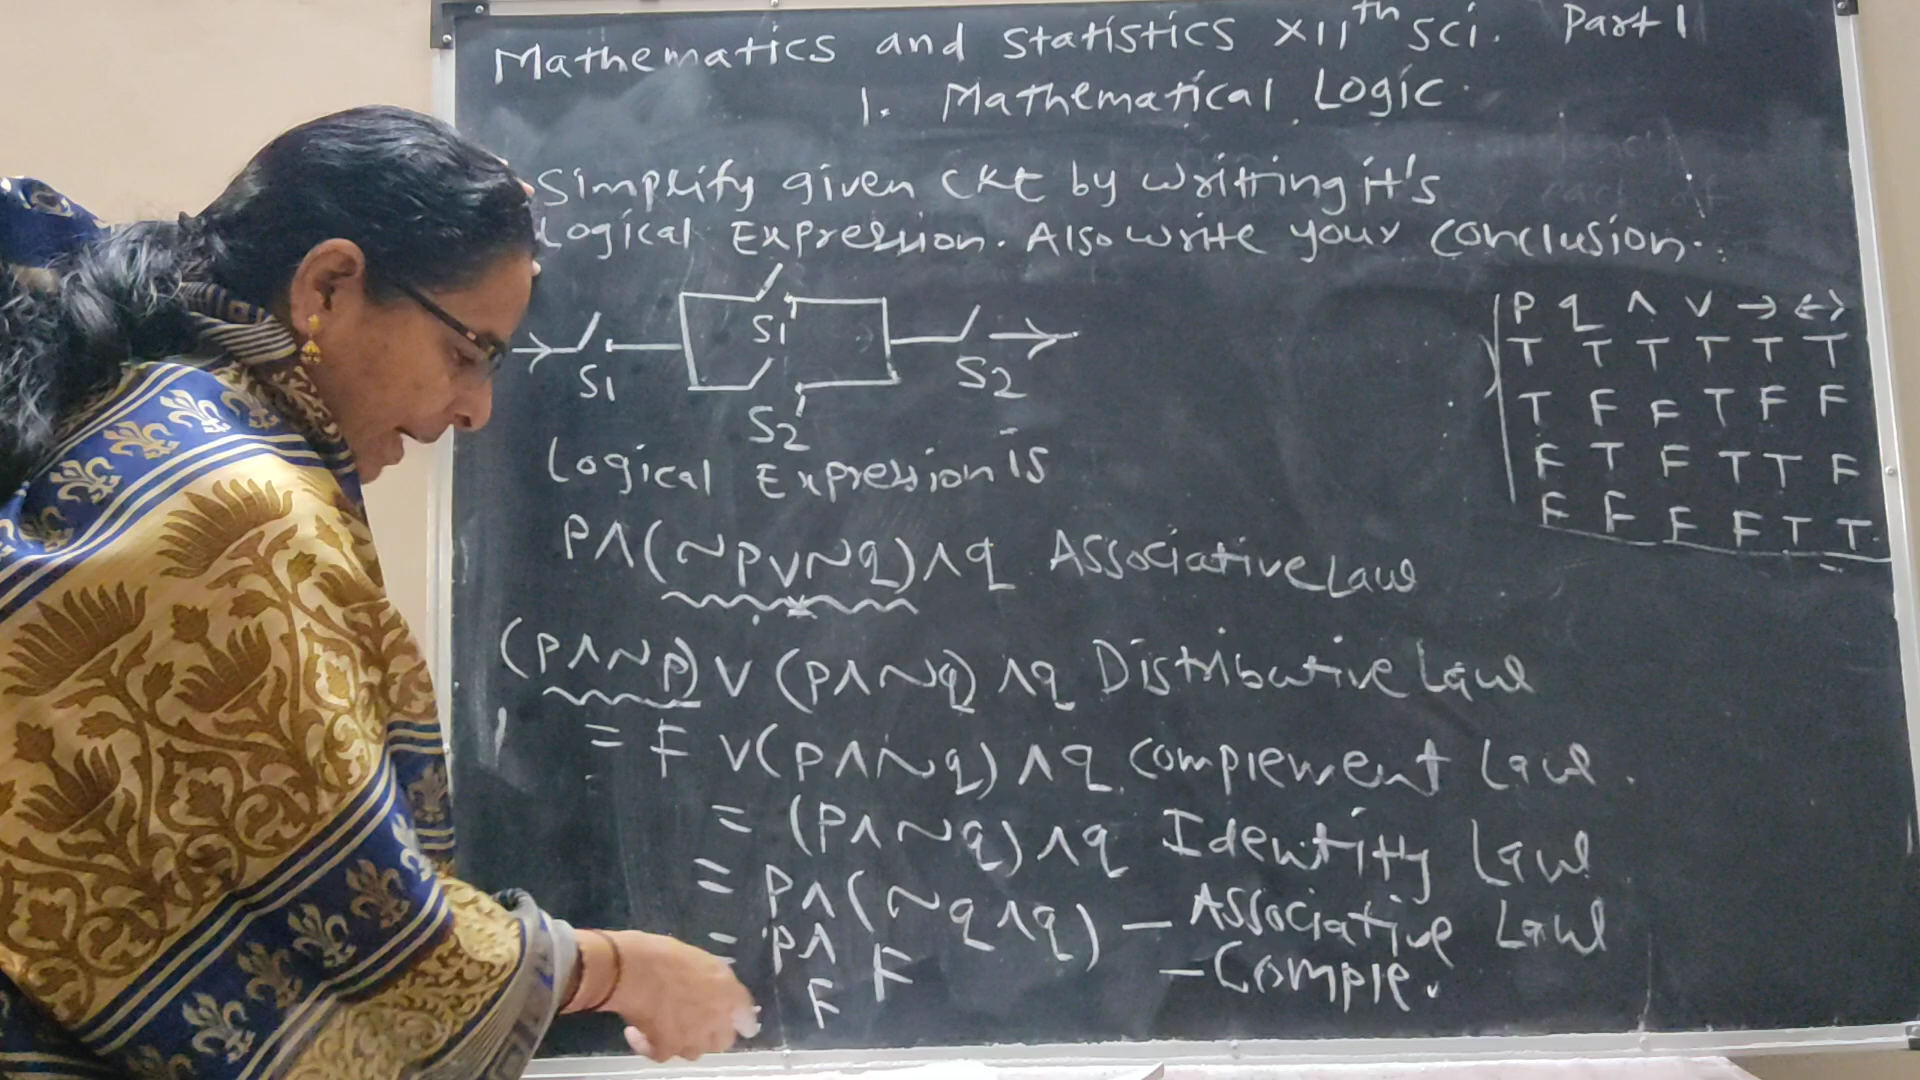 Mathematics and Statistics XIIth Sci. Part 1
1. Mathematical Logic
Simplify given CKt by writting it's
Logical Expression. Also write your conclusion.
S1
S1
S2
S2
Logical Expression is
p∧(~p∨~q)∧q Associative Law
(p∧~p)∨(p∧~q)∧q Distributive Law
= F ∨(p∧~q)∧q complement Law.
= (p∧~q)∧q Identity Law
= p∧(~q∧q) — Associative Law
= p∧ F — Comple.
F
p q ∧ ∨ → ↔
T T T T T T
T F F T F F
F T F T T F
F F F F T T